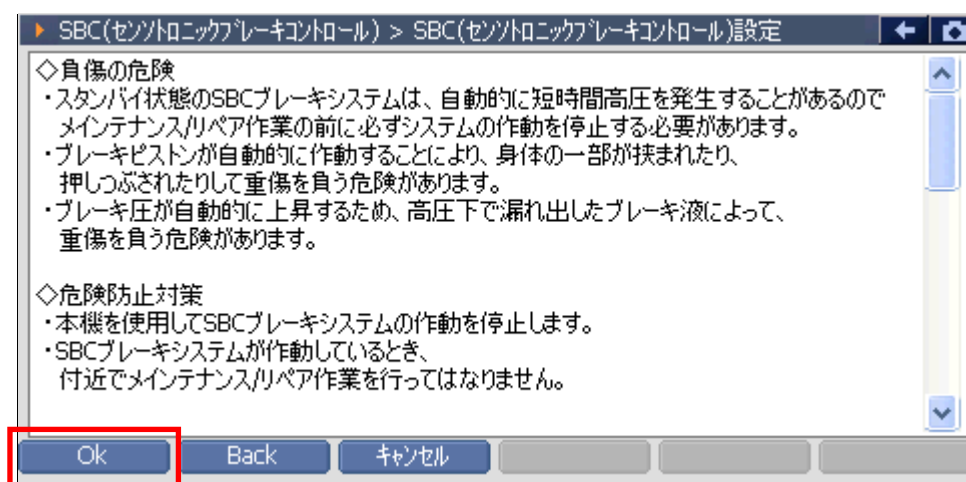 SBC(ｾﾝｿﾄﾛﾆｯｸﾌﾞﾚｰｷｺﾝﾄﾛｰﾙ) > SBC(ｾﾝｿﾄﾛﾆｯｸﾌﾞﾚｰｷｺﾝﾄﾛｰﾙ)設定
◇負傷の危険
・スタンバイ状態のSBCブレーキシステムは、自動的に短時間高圧を発生することがあるので
メインテナンス/リペア作業の前に必ずシステムの作動を停止する必要があります。
・ブレーキピストンが自動的に作動することにより、身体の一部が挟まれたり、
押しつぶされたりして重傷を負う危険があります。
・ブレーキ圧が自動的に上昇するため、高圧下で漏れ出したブレーキ液によって、
重傷を負う危険があります。
◇危険防止対策
・本機を使用してSBCブレーキシステムの作動を停止します。
・SBCブレーキシステムが作動しているとき、
付近でメインテナンス/リペア作業を行ってはなりません。
Ok
Back
ｷｬﾝｾﾙ